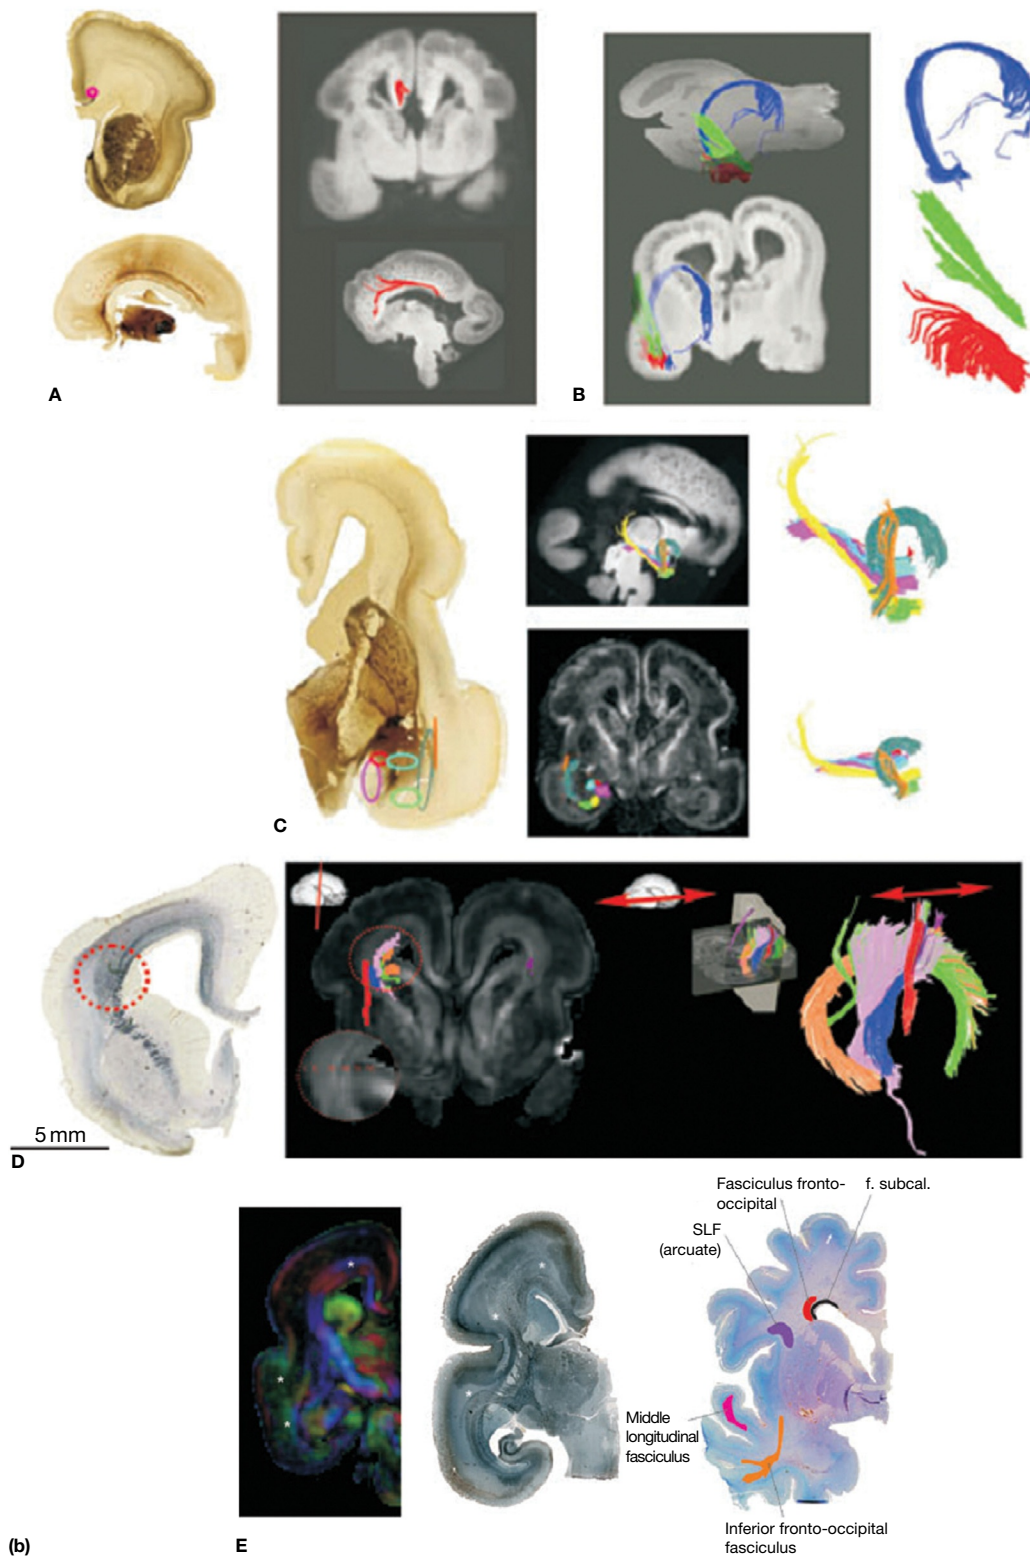 A
B
C
5 mm
D
Fasciculus fronto-
occipital
f. subcal.
SLF
(arcuate)
Middle
longitudinal
fasciculus
Inferior fronto-occipital
fasciculus
(b)
E